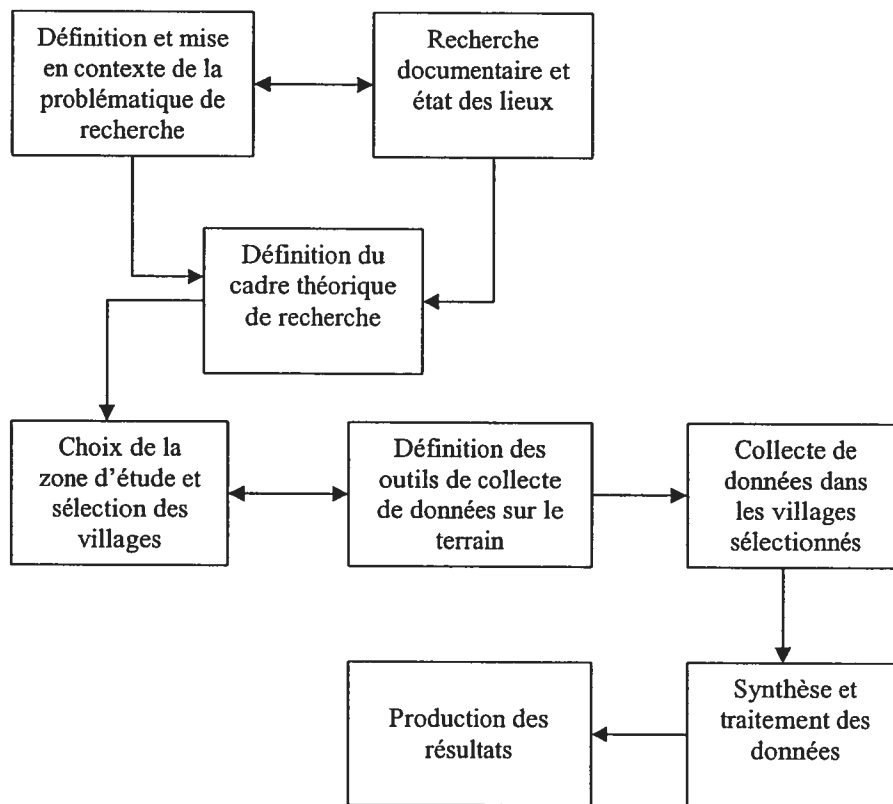 Définition et mise
en contexte de la
problématique de
recherche
Recherche
documentaire et
état des lieux
Définition du
cadre théorique
de recherche
Choix de la
zone d'étude et
sélection des
villages
Définition des
outils de collecte
de données sur le
terrain
Collecte de
données dans
les villages
sélectionnés
Synthèse et
traitement des
données
Production des
résultats